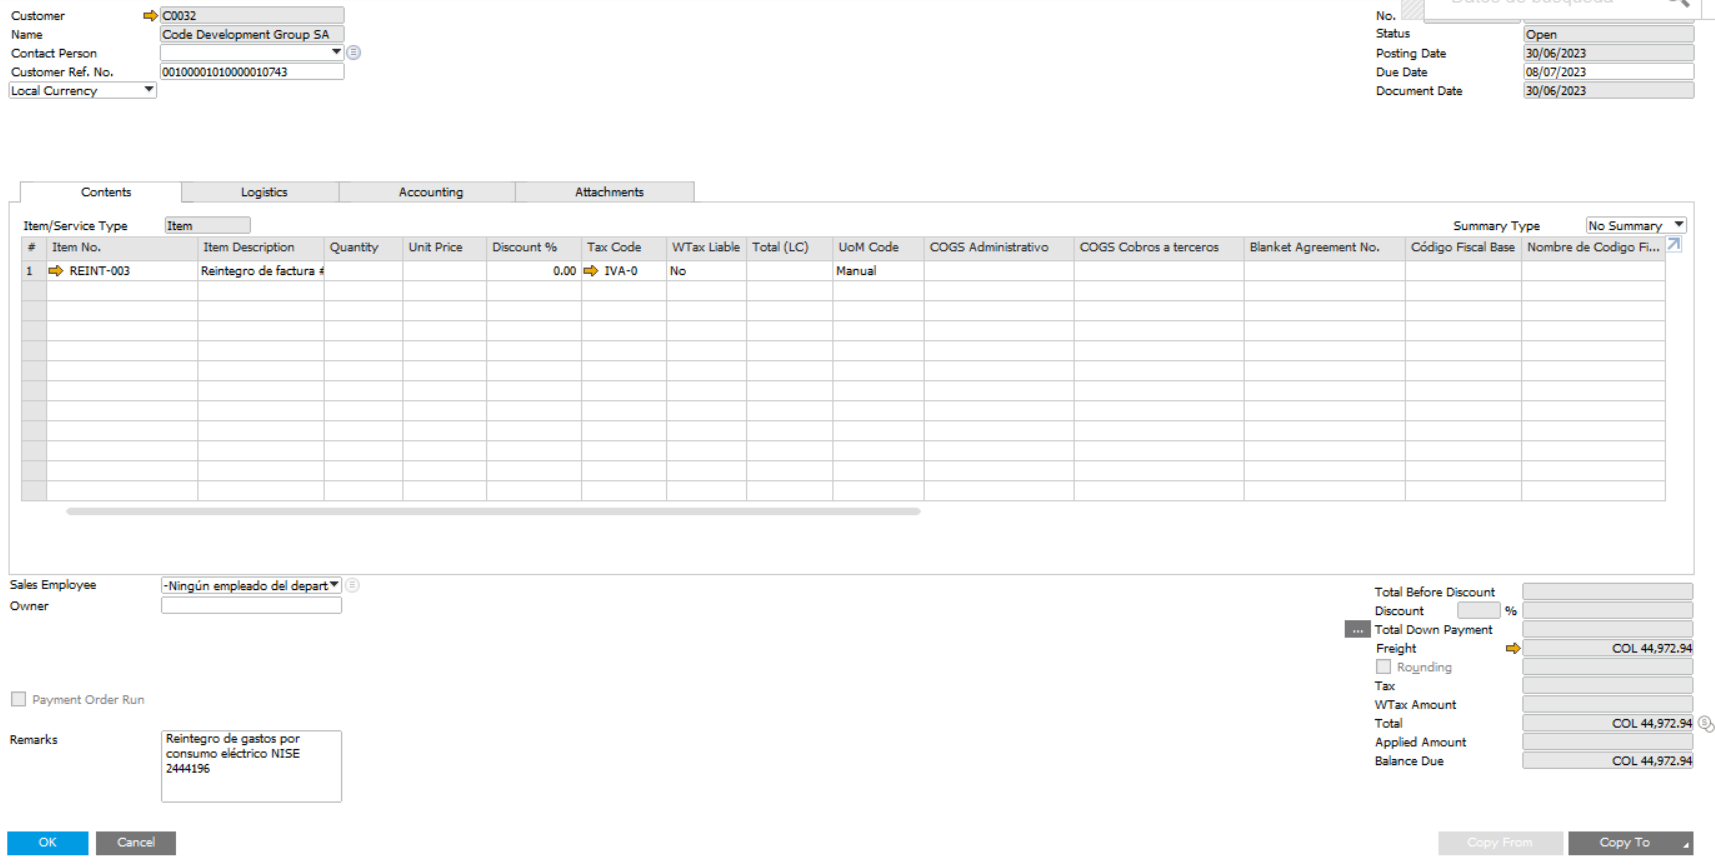 Customer C0032
Name Code Development Group SA
Contact Person
Customer Ref. No. 00100001010000010743
Local Currency
Datos de búsqueda
No.
Status Open
Posting Date 30/06/2023
Due Date 08/07/2023
Document Date 30/06/2023
Contents Logistics Accounting Attachments
Item/Service Type Item
Summary Type No Summary
# Item No. Item Description Quantity Unit Price Discount % Tax Code WTax Liable Total (LC) UoM Code COGS Administrativo COGS Cobros a terceros Blanket Agreement No. Código Fiscal Base Nombre de Codigo Fi...
1 REINT-003 Reintegro de factura # 0.00 IVA-0 No Manual
Sales Employee -Ningún empleado del depart
Owner
Total Before Discount
Discount %
... Total Down Payment
Freight COL 44,972.94
Rounding
Tax
WTax Amount
Total COL 44,972.94
Applied Amount
Balance Due COL 44,972.94
Payment Order Run
Remarks Reintegro de gastos por
consumo eléctrico NISE
2444196
OK Cancel
Copy From Copy To